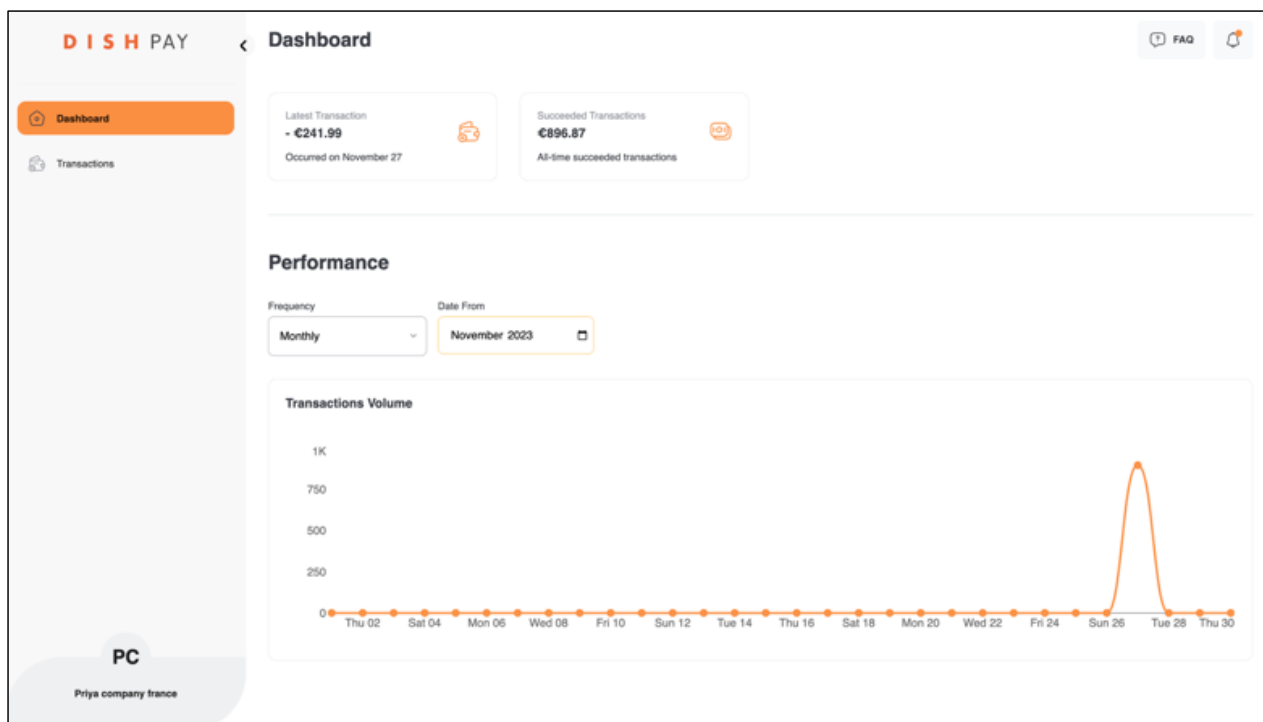 DISH PAY
Dashboard
FAQ
Dashboard
Transactions
Latest Transaction
- €241.99
Occurred on November 27
Succeeded Transactions
€896.87
All-time succeeded transactions
Performance
Frequency
Date From
Monthly
November 2023
Transactions Volume
1K
750
500
250
0
Thu 02 Sat 04 Mon 06 Wed 08 Fri 10 Sun 12 Tue 14 Thu 16 Sat 18 Mon 20 Wed 22 Fri 24 Sun 26 Tue 28 Thu 30
PC
Priya company france